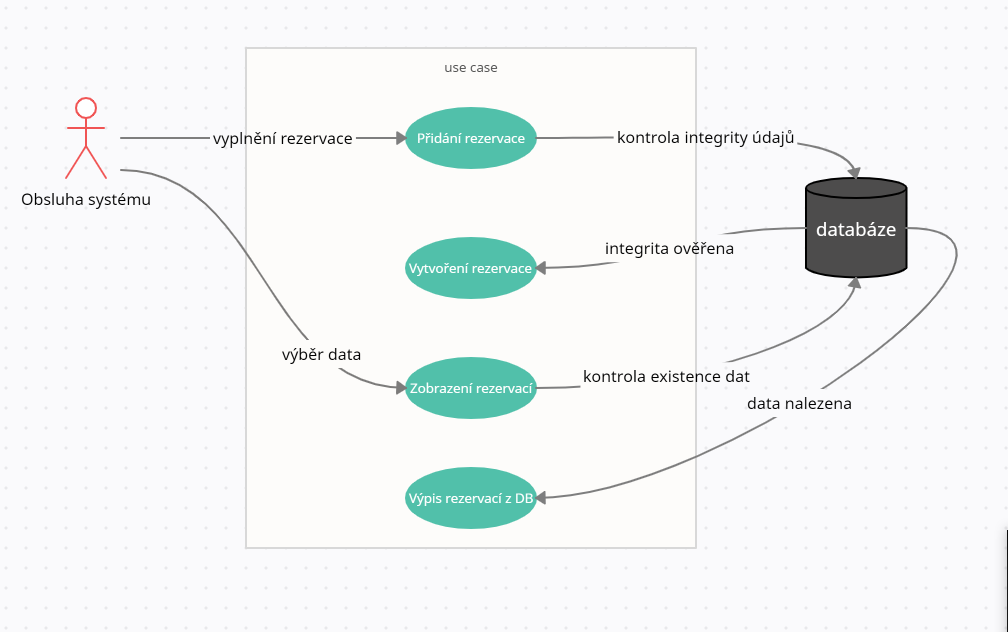 use case
vyplnění rezervace
Přidání rezervace
kontrola integrity údajů
Obsluha systému
databáze
integrita ověřena
Vytvoření rezervace
výběr data
kontrola existence dat
Zobrazení rezervací
data nalezena
Výpis rezervací z DB